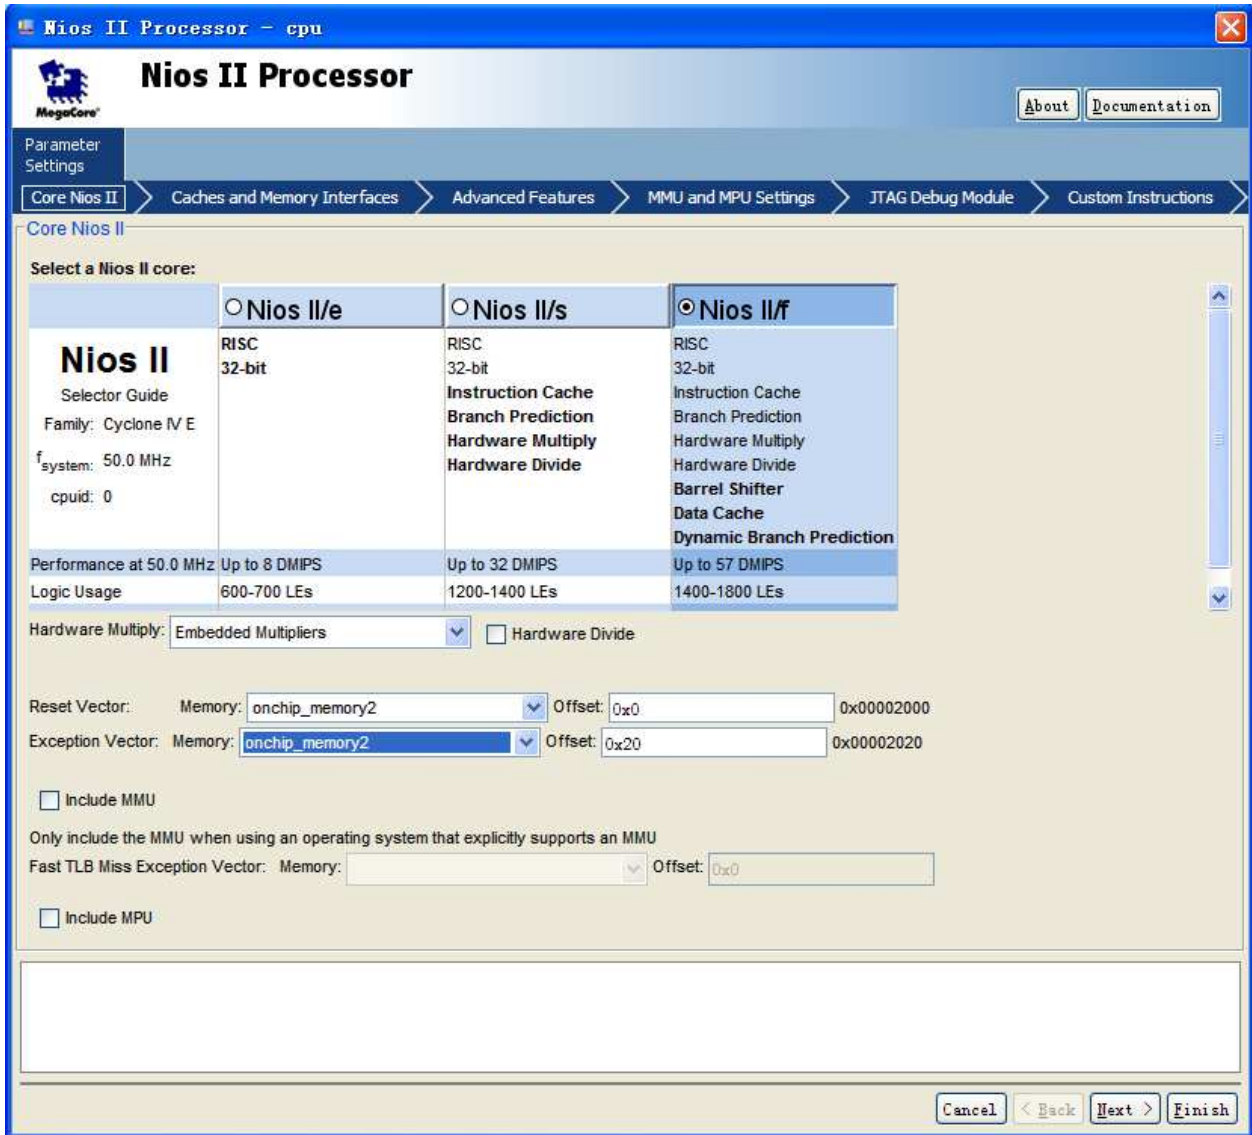 Nios II Processor - cpu
MegaCore®
Nios II Processor
About Documentation
Parameter
Settings
Core Nios II Caches and Memory Interfaces Advanced Features MMU and MPU Settings JTAG Debug Module Custom Instructions
Core Nios II
Select a Nios II core:
Nios II/e Nios II/s Nios II/f
Nios II
Selector Guide
Family: Cyclone IV E
fsystem: 50.0 MHz
cpuid: 0
RISC
32-bit
RISC
32-bit
Instruction Cache
Branch Prediction
Hardware Multiply
Hardware Divide
RISC
32-bit
Instruction Cache
Branch Prediction
Hardware Multiply
Hardware Divide
Barrel Shifter
Data Cache
Dynamic Branch Prediction
Performance at 50.0 MHz Up to 8 DMIPS Up to 32 DMIPS Up to 57 DMIPS
Logic Usage 600-700 LEs 1200-1400 LEs 1400-1800 LEs
Hardware Multiply: Embedded Multipliers Hardware Divide
Reset Vector: Memory: onchip_memory2 Offset: 0x0 0x00002000
Exception Vector: Memory: onchip_memory2 Offset: 0x20 0x00002020
Include MMU
Only include the MMU when using an operating system that explicitly supports an MMU
Fast TLB Miss Exception Vector: Memory: Offset: 0x0
Include MPU
Cancel < Back Next > Finish